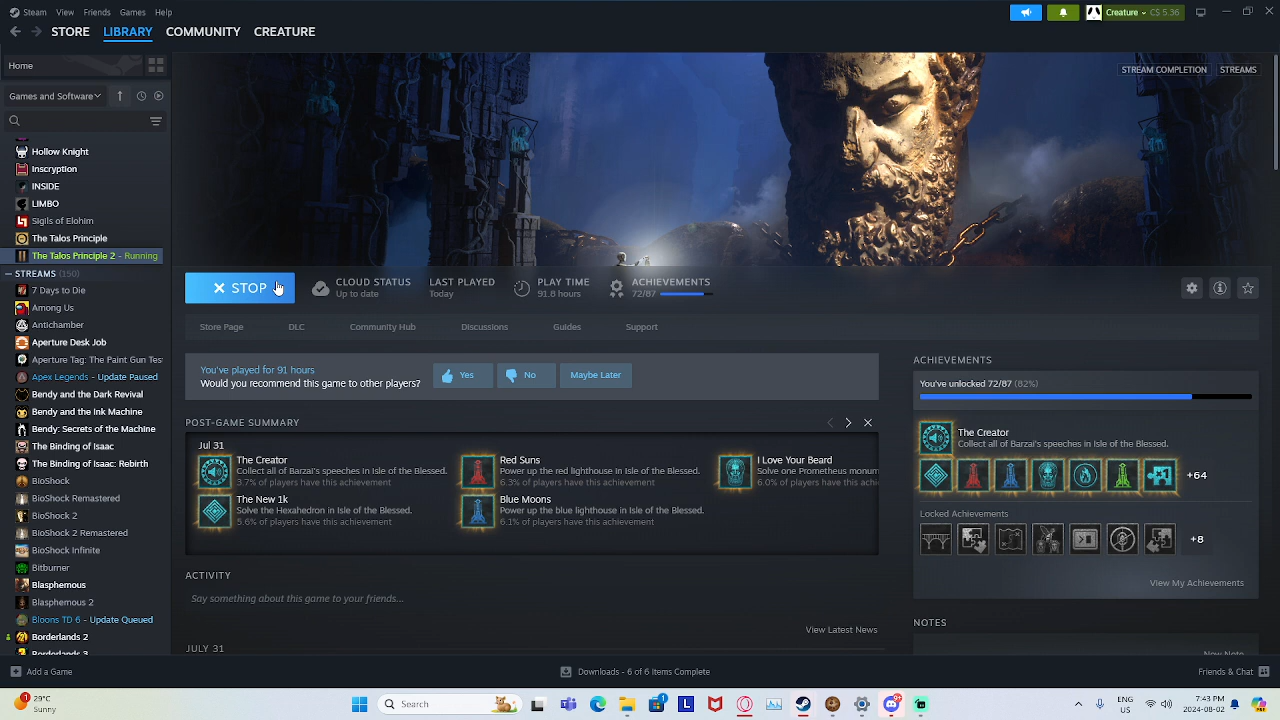 Steam View Friends Games Help
Creature C$ 5.36
STORE LIBRARY COMMUNITY CREATURE
Home
STREAM COMPLETION STREAMS
Games and Software
Hollow Knight
Inscryption
INSIDE
LIMBO
Sigils of Elohim
The Talos Principle
The Talos Principle 2 - Running
STREAMS (150)
7 Days to Die
Among Us
Antichamber
Aperture Desk Job
Aperture Tag: The Paint Gun Test
Apex Legends - Update Paused
Bendy and the Dark Revival
Bendy and the Ink Machine
Bendy: Secrets of the Machine
The Binding of Isaac
The Binding of Isaac: Rebirth
BioShock
BioShock Remastered
BioShock 2
BioShock 2 Remastered
BioShock Infinite
Bitburner
Blasphemous
Blasphemous 2
Bloons TD 6 - Update Queued
Borderlands 2
Borderlands 3
STOP
CLOUD STATUS
Up to date
LAST PLAYED
Today
PLAY TIME
91.8 hours
ACHIEVEMENTS
72/87
Store Page DLC Community Hub Discussions Guides Support
You've played for 91 hours
Would you recommend this game to other players?
Yes No Maybe Later
POST-GAME SUMMARY
Jul 31
The Creator
Collect all of Barzai's speeches in Isle of the Blessed.
3.7% of players have this achievement
Red Suns
Power up the red lighthouse in Isle of the Blessed.
6.3% of players have this achievement
I Love Your Beard
Solve one Prometheus monum
6.0% of players have this achi
The New 1k
Solve the Hexahedron in Isle of the Blessed.
5.6% of players have this achievement
Blue Moons
Power up the blue lighthouse in Isle of the Blessed.
6.1% of players have this achievement
ACTIVITY
Say something about this game to your friends...
View Latest News
JULY 31
ACHIEVEMENTS
You've unlocked 72/87 (82%)
The Creator
Collect all of Barzai's speeches in Isle of the Blessed.
+64
Locked Achievements
+8
View My Achievements
NOTES
New Note
Add a Game
Downloads - 6 of 6 Items Complete
Friends & Chat
1
Sunny
Search
ENG
US
9:00 PM
2024-08-02